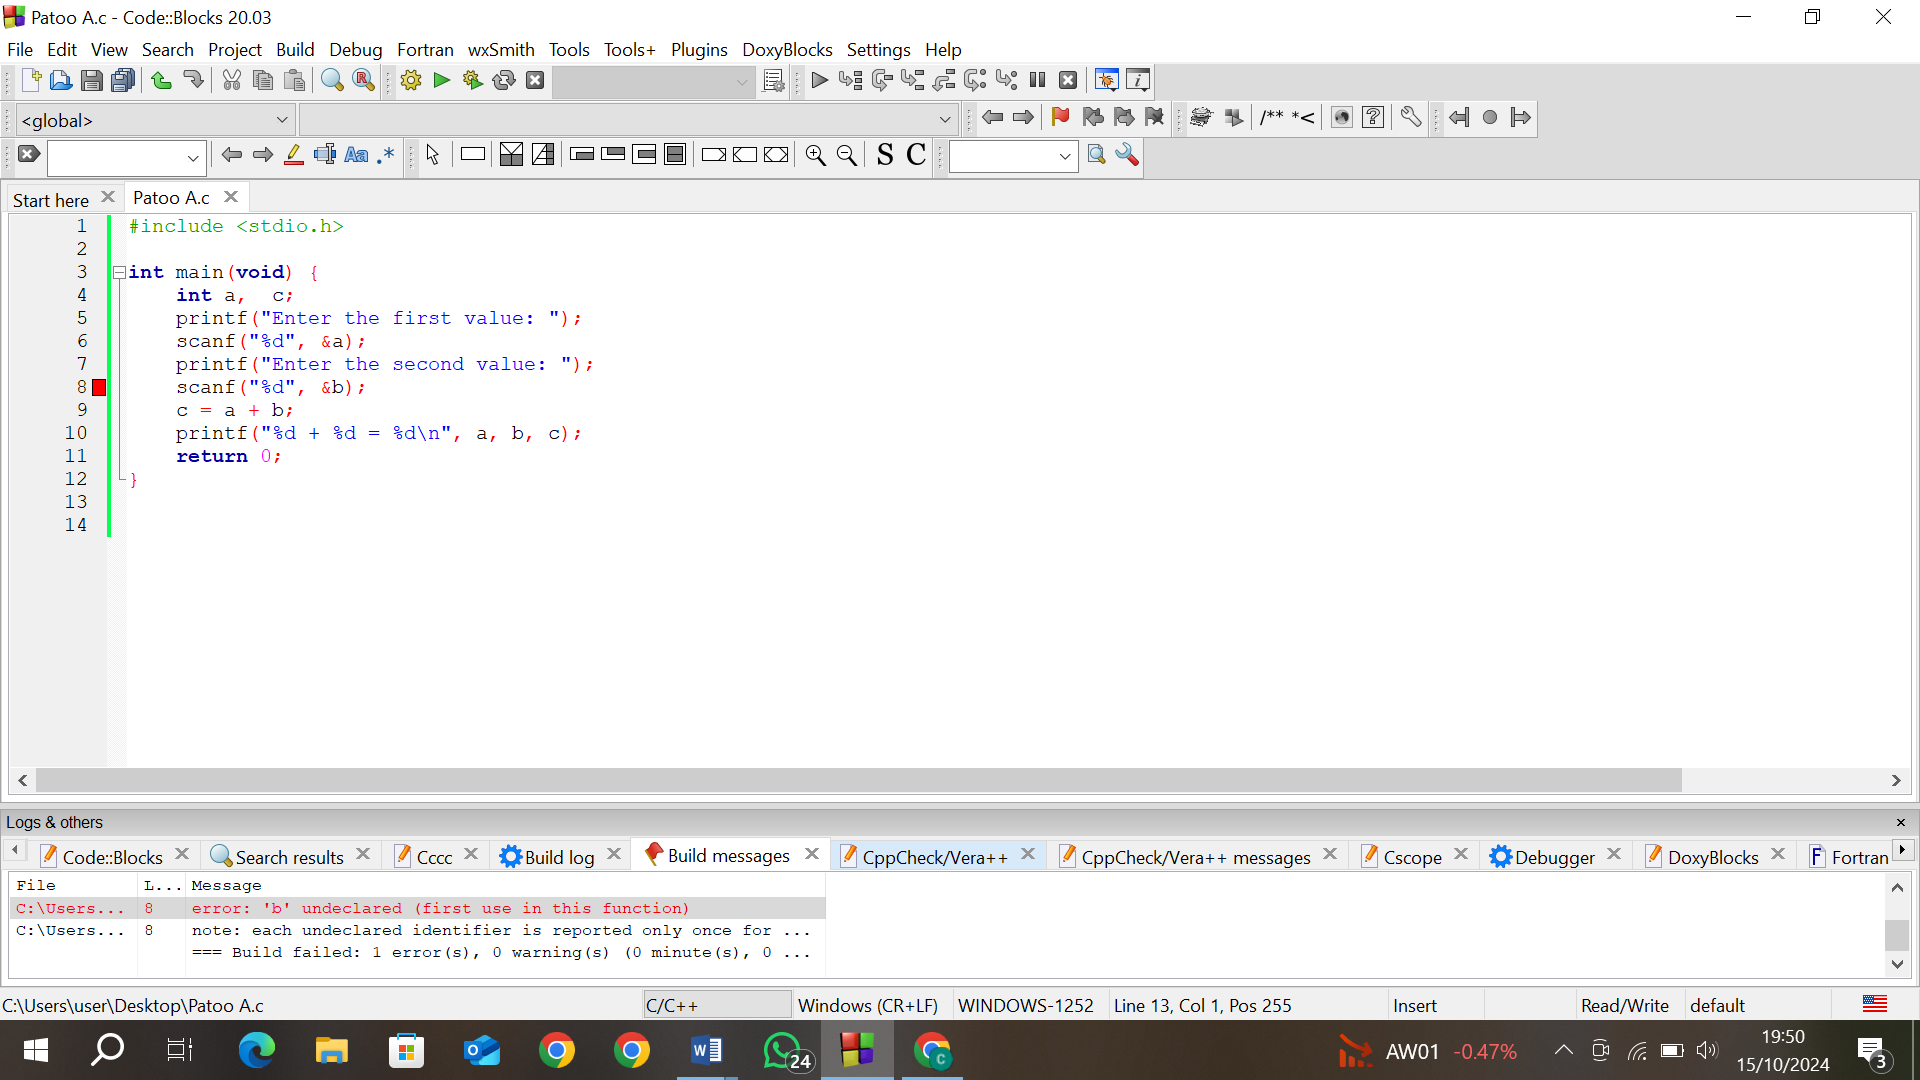 Patoo A.c - Code::Blocks 20.03
File Edit View Search Project Build Debug Fortran wxSmith Tools Tools+ Plugins DoxyBlocks Settings Help
<global>
/** *<
Aa .* S C
Start here Patoo A.c
1 #include <stdio.h>
2
3 int main(void) {
4 int a,  c;
5 printf("Enter the first value: ");
6 scanf("%d", &a);
7 printf("Enter the second value: ");
8 scanf("%d", &b);
9 c = a + b;
10 printf("%d + %d = %d\n", a, b, c);
11 return 0;
12 }
13
14
Logs & others
Code::Blocks Search results Cccc Build log Build messages CppCheck/Vera++ CppCheck/Vera++ messages Cscope Debugger DoxyBlocks Fortran
File L... Message
C:\Users... 8 error: 'b' undeclared (first use in this function)
C:\Users... 8 note: each undeclared identifier is reported only once for ...
=== Build failed: 1 error(s), 0 warning(s) (0 minute(s), 0 ...
C:\Users\user\Desktop\Patoo A.c C/C++ Windows (CR+LF) WINDOWS-1252 Line 13, Col 1, Pos 255 Insert Read/Write default
24 AW01 -0.47% 19:50
15/10/2024 3